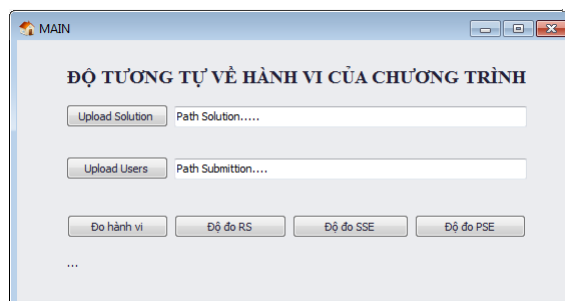 MAIN
ĐỘ TƯƠNG TỰ VỀ HÀNH VI CỦA CHƯƠNG TRÌNH
Upload Solution Path Solution.....
Upload Users Path Submittion....
Đo hành vi Độ đo RS Độ đo SSE Độ đo PSE
...